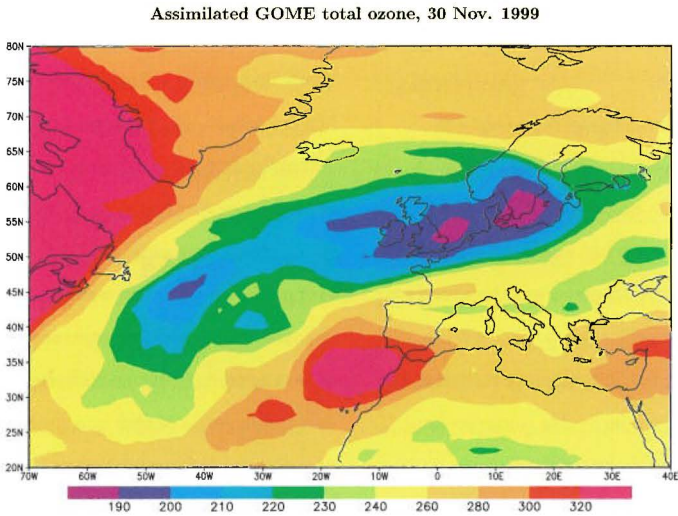 Assimilated GOME total ozone, 30 Nov. 1999
80N
75N
70N
65N
60N
55N
50N
45N
40N
35N
30N
25N
20N
70W 60W 50W 40W 30W 20W 10W 0 10E 20E 30E 40E
190 200 210 220 230 240 260 280 300 320